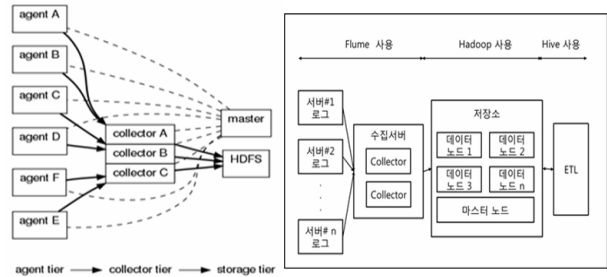 agent A
agent B
agent C
agent D
agent F
agent E
collector A
collector B
collector C
master
HDFS
agent tier
collector tier
storage tier
Flume 사용
Hadoop 사용
Hive 사용
서버#1
로그
서버#2
로그
서버# n
로그
수집서버
Collector
Collector
저장소
데이터
노드 1
데이터
노드 2
데이터
노드 3
데이터
노드 n
마스터 노드
ETL